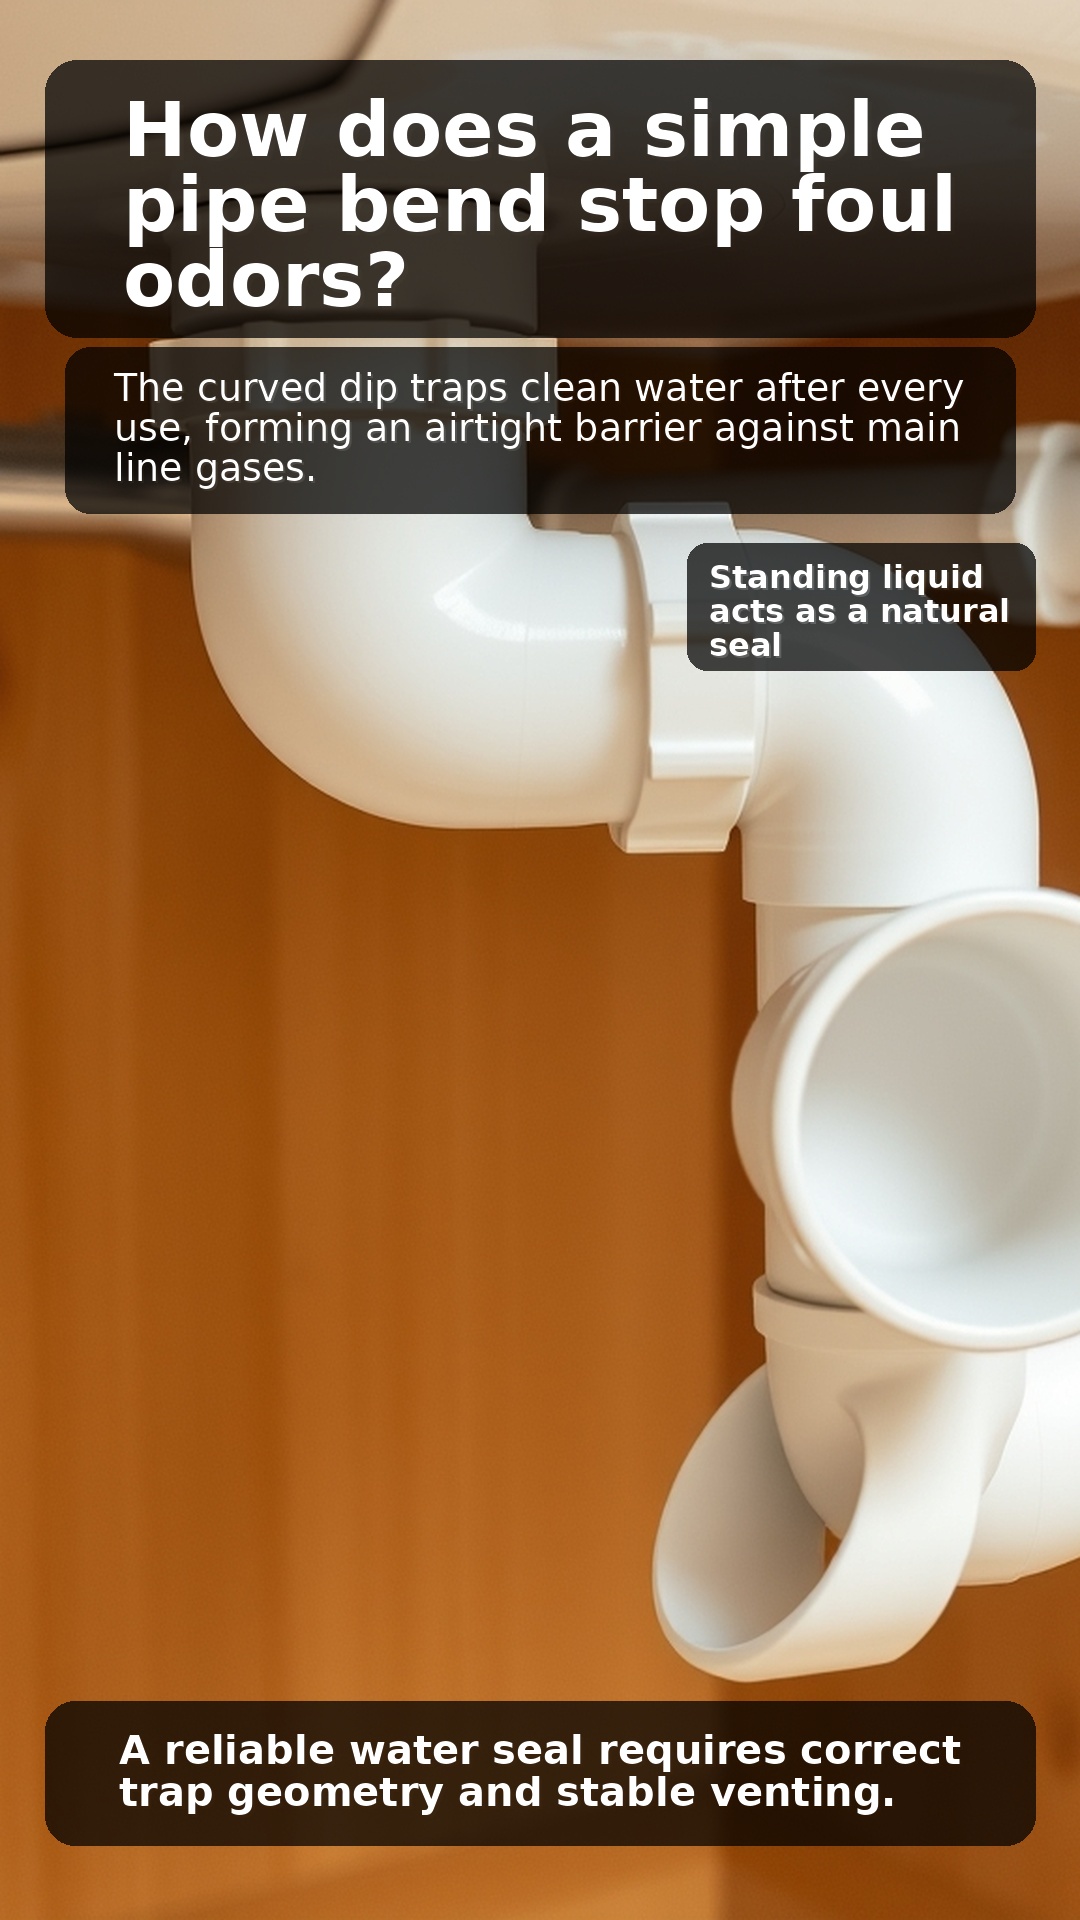 How does a simple
pipe bend stop foul
odors?
The curved dip traps clean water after every
use, forming an airtight barrier against main
line gases.
Standing liquid
acts as a natural
seal
A reliable water seal requires correct
trap geometry and stable venting.